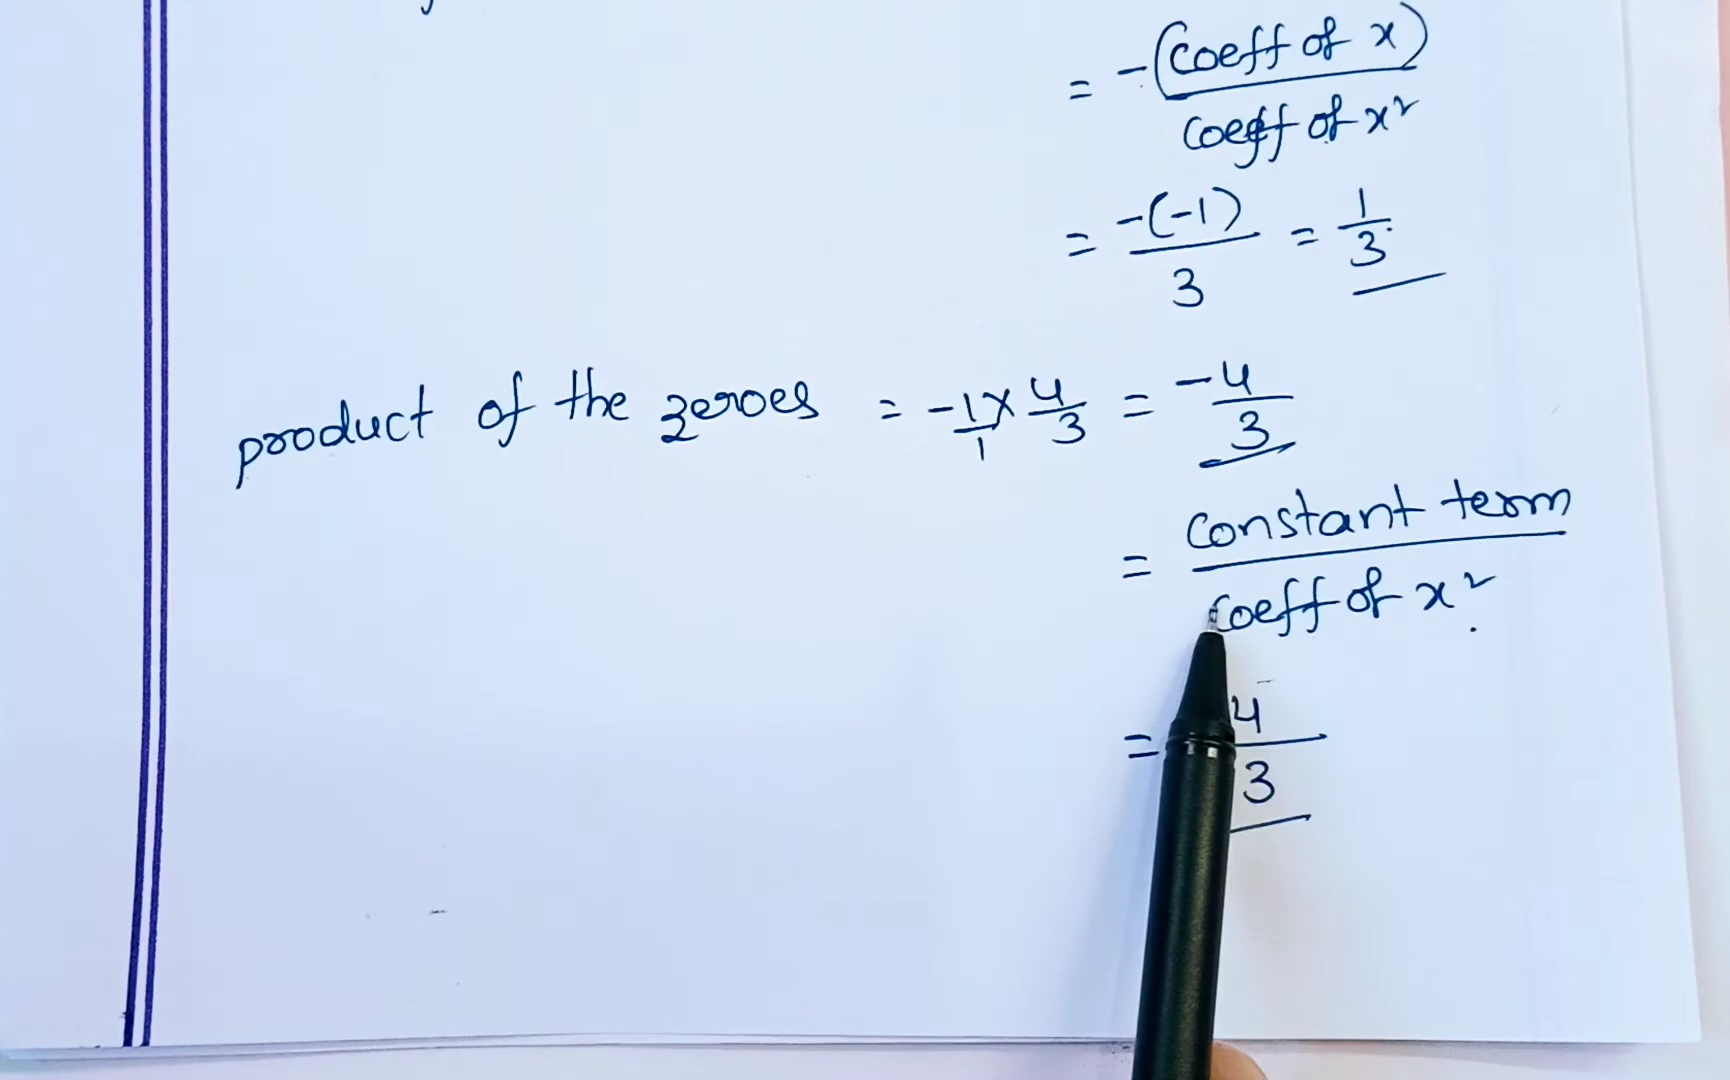 = -(coeff of x) / coeff of x²
= -(-1) / 3 = 1/3
product of the zeroes = -1/1 × 4/3 = -4/3
= constant term / coeff of x²
= 4/3